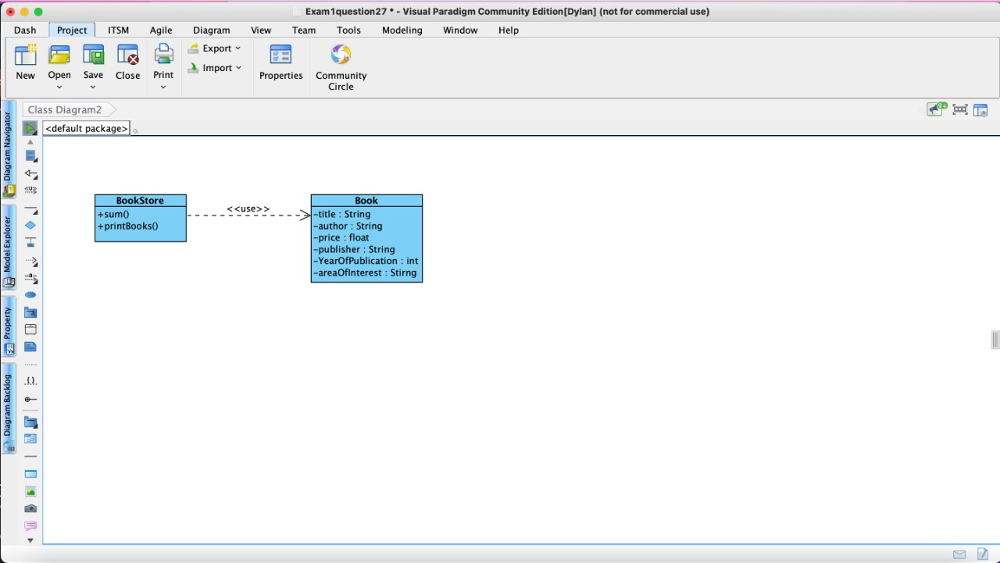 Exam1question27 * - Visual Paradigm Community Edition[Dylan] (not for commercial use)
Dash Project ITSM Agile Diagram View Team Tools Modeling Window Help
New Open Save Close Print Export Import Properties Community Circle
Class Diagram2
<default package>
Diagram Navigator
Model Explorer
Property
Diagram Backlog
BookStore
+sum()
+printBooks()
<<use>>
Book
-title : String
-author : String
-price : float
-publisher : String
-YearOfPublication : int
-areaOfInterest : Stirng